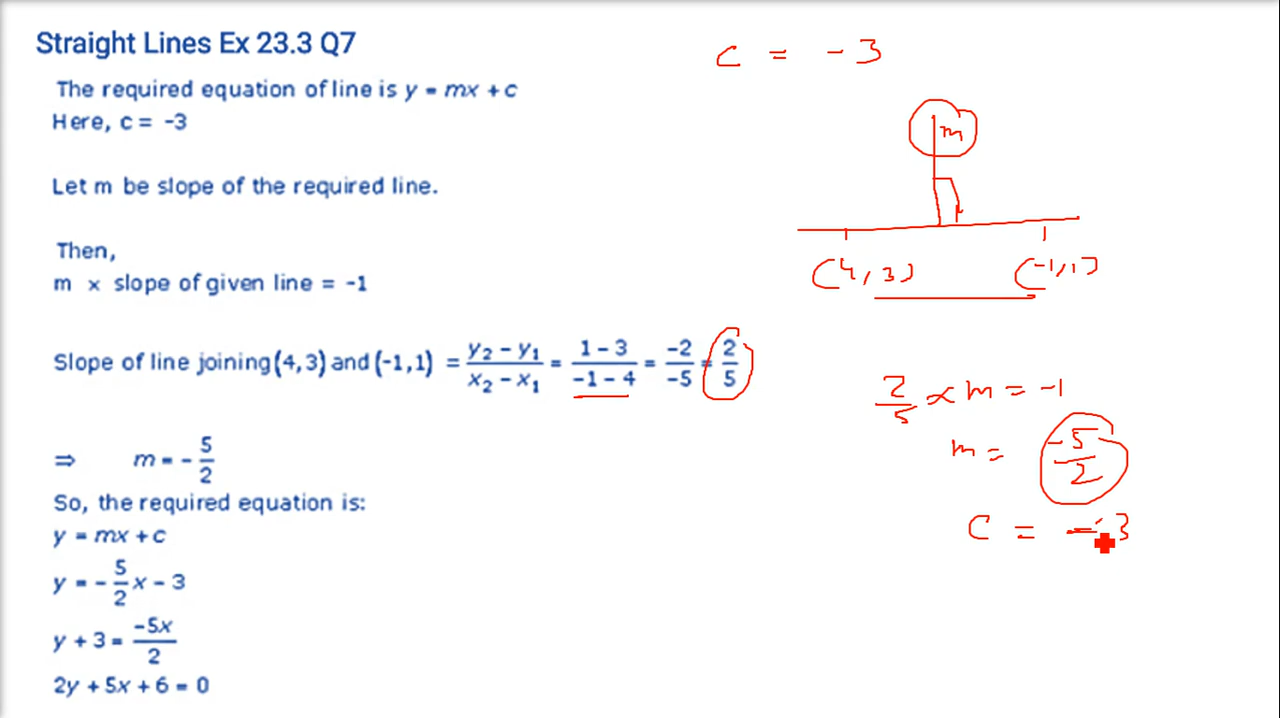 Straight Lines Ex 23.3 Q7
The required equation of line is y = mx + c
Here, c = -3
Let m be slope of the required line.
Then,
m × slope of given line = -1
Slope of line joining (4,3) and (-1,1) = y₂ - y₁ / x₂ - x₁ = 1 - 3 / -1 - 4 = -2 / -5 = 2 / 5
⇒ m = - 5/2
So, the required equation is:
y = mx + c
y = - 5/2 x - 3
y + 3 = -5x / 2
2y + 5x + 6 = 0
C = -3
m
(4,3) (-1,1)
2/5 × m = -1
m = -5/2
C = -3